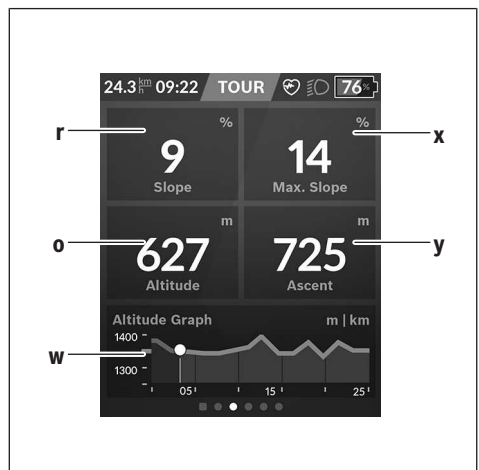 24.3 km/h 09:22 TOUR 76%
% %
r 9 14 x
Slope Max. Slope
m m
o 627 725 y
Altitude Ascent
Altitude Graph m | km
1400
w
1300
05' 15' 25'